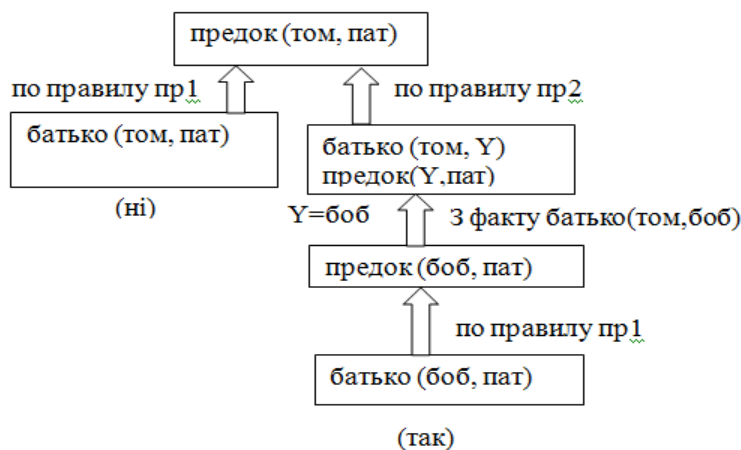 предок (том, пат)
по правилу пр1
по правилу пр2
батько (том, пат)
батько (том, Y)
предок(Y,пат)
(ні)
Y=боб
З факту батько(том,боб)
предок (боб, пат)
по правилу пр1
батько (боб, пат)
(так)